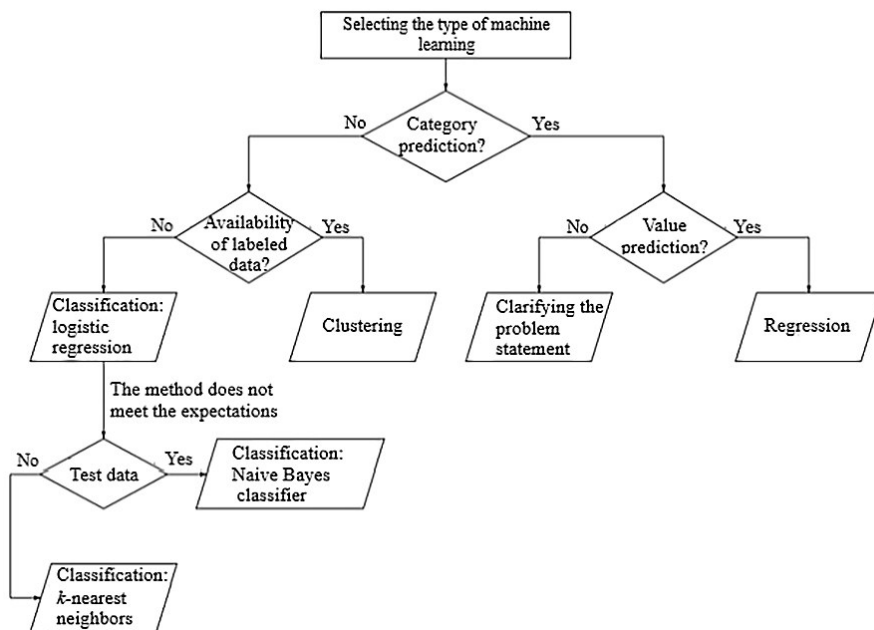 Selecting the type of machine
learning
No
Category
prediction?
Yes
No
Availability
of labeled
data?
Yes
No
Value
prediction?
Yes
Classification:
logistic
regression
Clustering
Clarifying the
problem
statement
Regression
The method does not
meet the expectations
No
Test data
Yes
Classification:
Naive Bayes
classifier
Classification:
k-nearest
neighbors